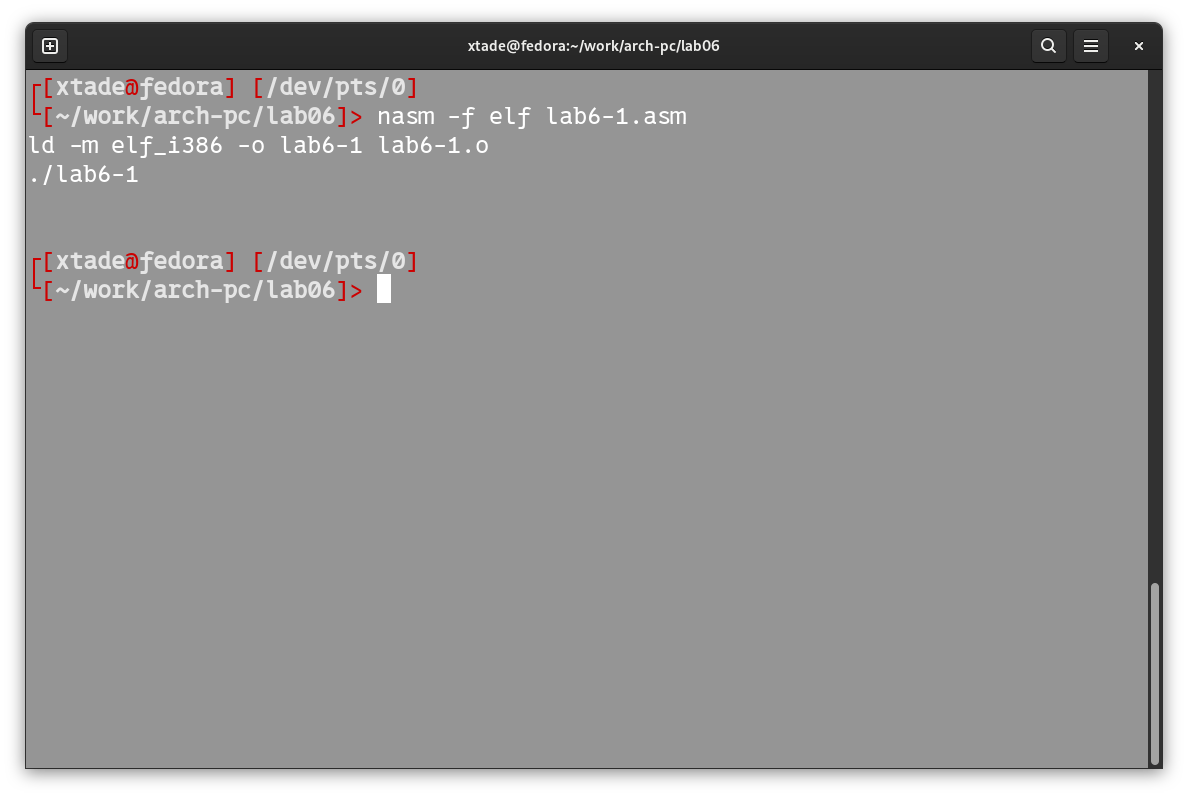 xtade@fedora:~/work/arch-pc/lab06
┌[xtade@fedora] [/dev/pts/0]
└[~/work/arch-pc/lab06]> nasm -f elf lab6-1.asm
ld -m elf_i386 -o lab6-1 lab6-1.o
./lab6-1
┌[xtade@fedora] [/dev/pts/0]
└[~/work/arch-pc/lab06]>